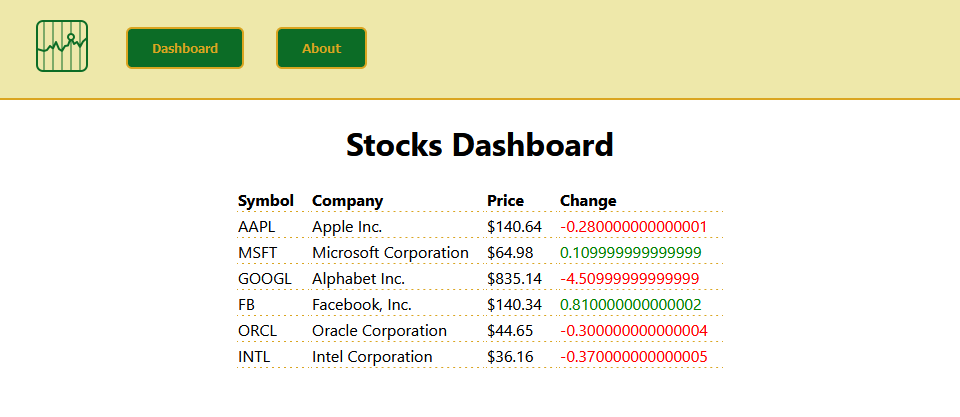 Dashboard About
Stocks Dashboard
Symbol Company Price Change
AAPL Apple Inc. $140.64 -0.280000000000001
MSFT Microsoft Corporation $64.98 0.109999999999999
GOOGL Alphabet Inc. $835.14 -4.50999999999999
FB Facebook, Inc. $140.34 0.810000000000002
ORCL Oracle Corporation $44.65 -0.300000000000004
INTL Intel Corporation $36.16 -0.370000000000005